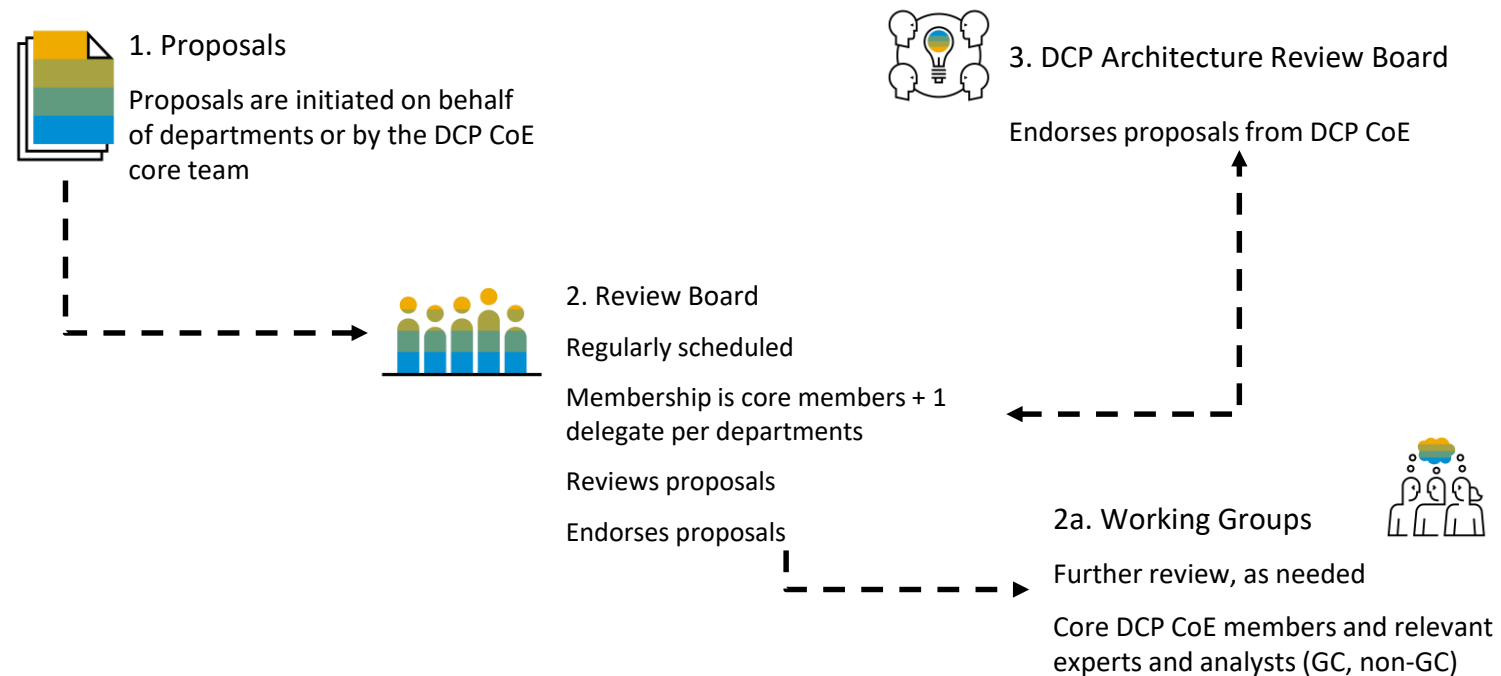 1. Proposals
Proposals are initiated on behalf
of departments or by the DCP CoE
core team
3. DCP Architecture Review Board
Endorses proposals from DCP CoE
2. Review Board
Regularly scheduled
Membership is core members + 1
delegate per departments
Reviews proposals
Endorses proposals
2a. Working Groups
Further review, as needed
Core DCP CoE members and relevant
experts and analysts (GC, non-GC)